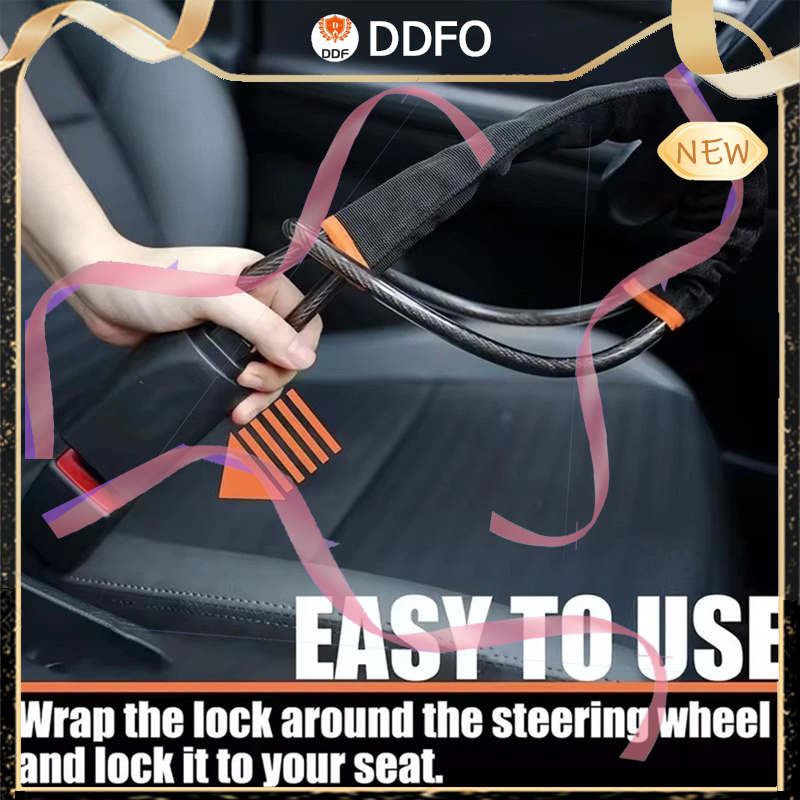 D
DDF
DDFO
NEW
EASY TO USE
Wrap the lock around the steering wheel
and lock it to your seat.